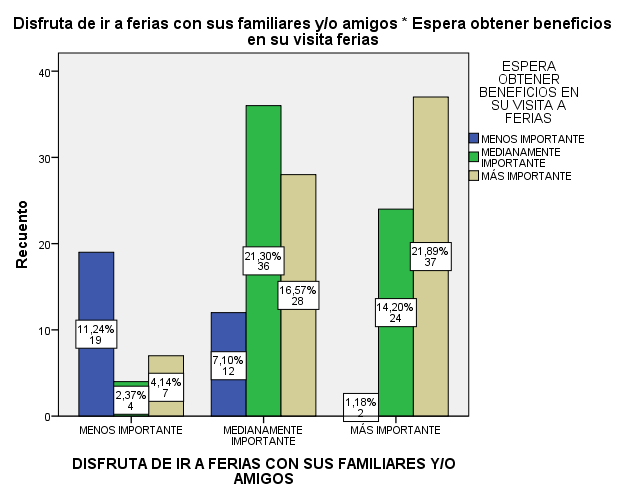 Disfruta de ir a ferias con sus familiares y/o amigos * Espera obtener beneficios
en su visita ferias
ESPERA
OBTENER
BENEFICIOS EN
SU VISITA A
FERIAS
MENOS IMPORTANTE
MEDIANAMENTE
IMPORTANTE
MÁS IMPORTANTE
Recuento
40
30
20
10
0
11,24%
19
2,37%
4
4,14%
7
7,10%
12
21,30%
36
16,57%
28
1,18%
2
14,20%
24
21,89%
37
MENOS IMPORTANTE
MEDIANAMENTE
IMPORTANTE
MÁS IMPORTANTE
DISFRUTA DE IR A FERIAS CON SUS FAMILIARES Y/O
AMIGOS